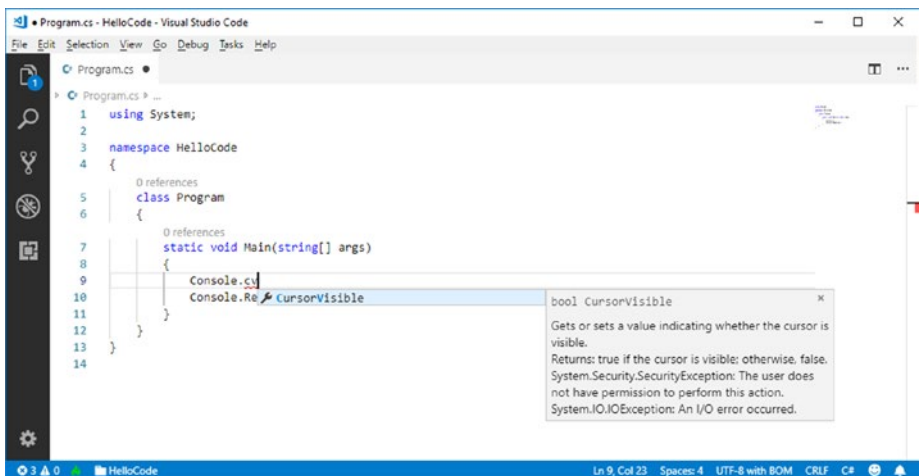 Program.cs - HelloCode - Visual Studio Code
File Edit Selection View Go Debug Tasks Help
1
Program.cs
Program.cs ...
1 using System;
2
3 namespace HelloCode
4 {
0 references
5 class Program
6 {
0 references
7 static void Main(string[] args)
8 {
9 Console.cv
10 Console.Re CursorVisible
11 }
12 }
13 }
14
bool CursorVisible
Gets or sets a value indicating whether the cursor is
visible.
Returns: true if the cursor is visible; otherwise, false.
System.Security.SecurityException: The user does
not have permission to perform this action.
System.IO.IOException: An I/O error occurred.
3 0 HelloCode Ln 9, Col 23 Spaces: 4 UTF-8 with BOM CRLF C#